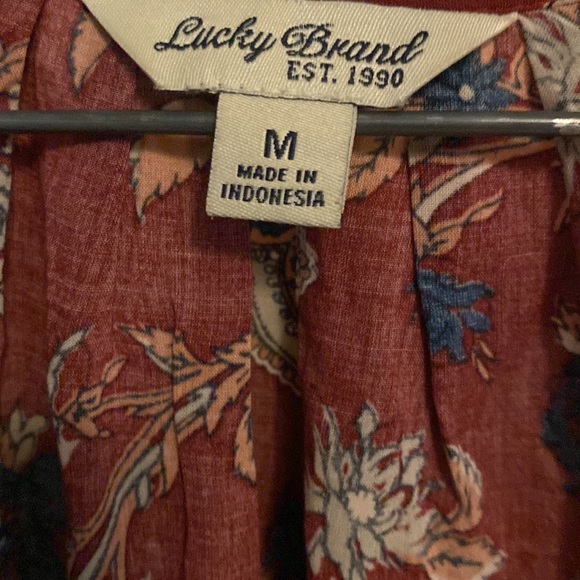 Lucky Brand
EST. 1990
M
MADE IN
INDONESIA